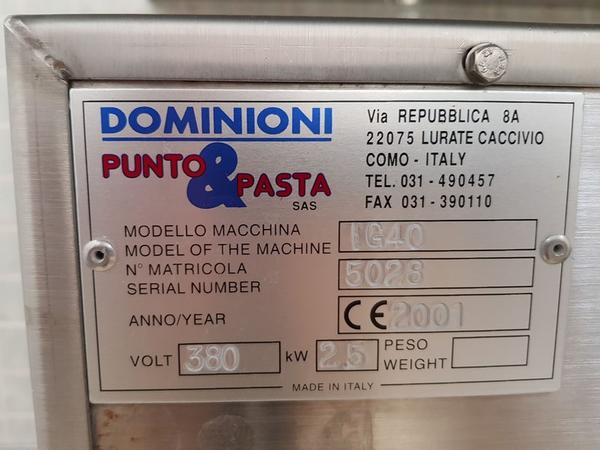 DOMINIONI
PUNTO & PASTA
SAS
Via REPUBBLICA 8A
22075 LURATE CACCIVIO
COMO - ITALY
TEL. 031 - 490457
FAX 031 - 390110
MODELLO MACCHINA
MODEL OF THE MACHINE
N° MATRICOLA
SERIAL NUMBER
5028
ANNO/YEAR CE 2001
VOLT 380 kW 2.5 PESO
WEIGHT
MADE IN ITALY